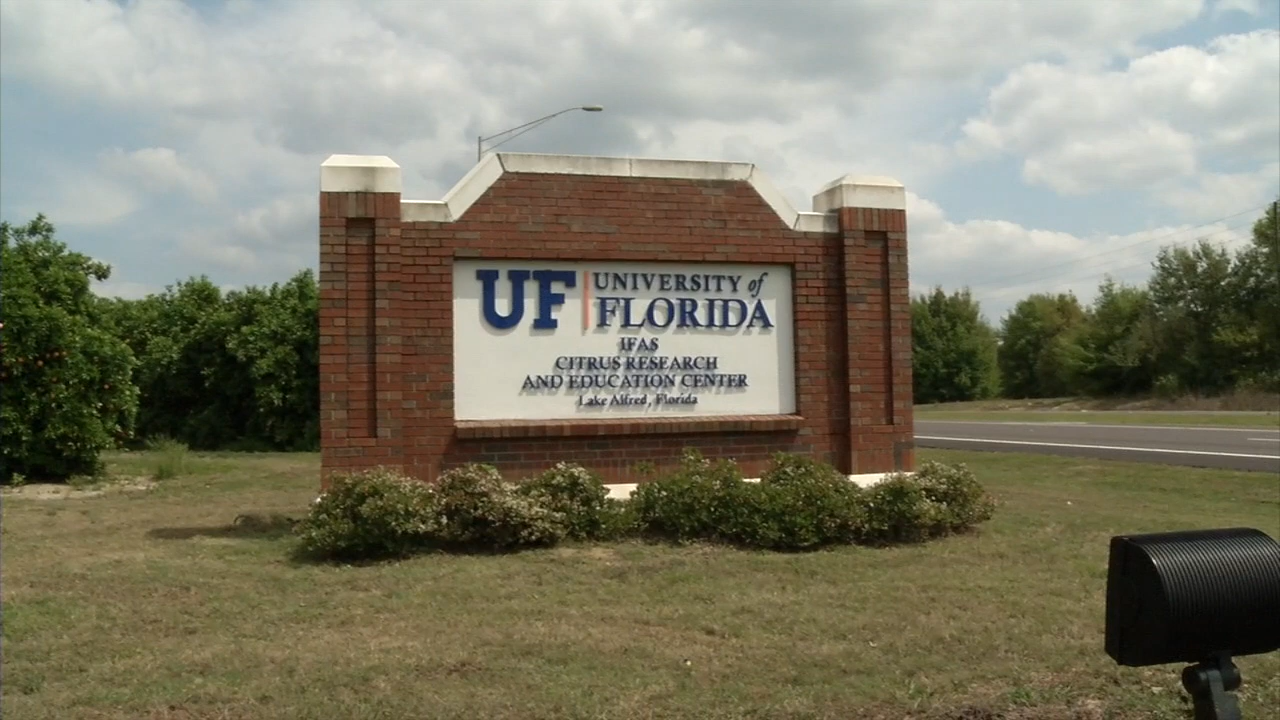 UF UNIVERSITY of
FLORIDA
IFAS
CITRUS RESEARCH
AND EDUCATION CENTER
Lake Alfred, Florida